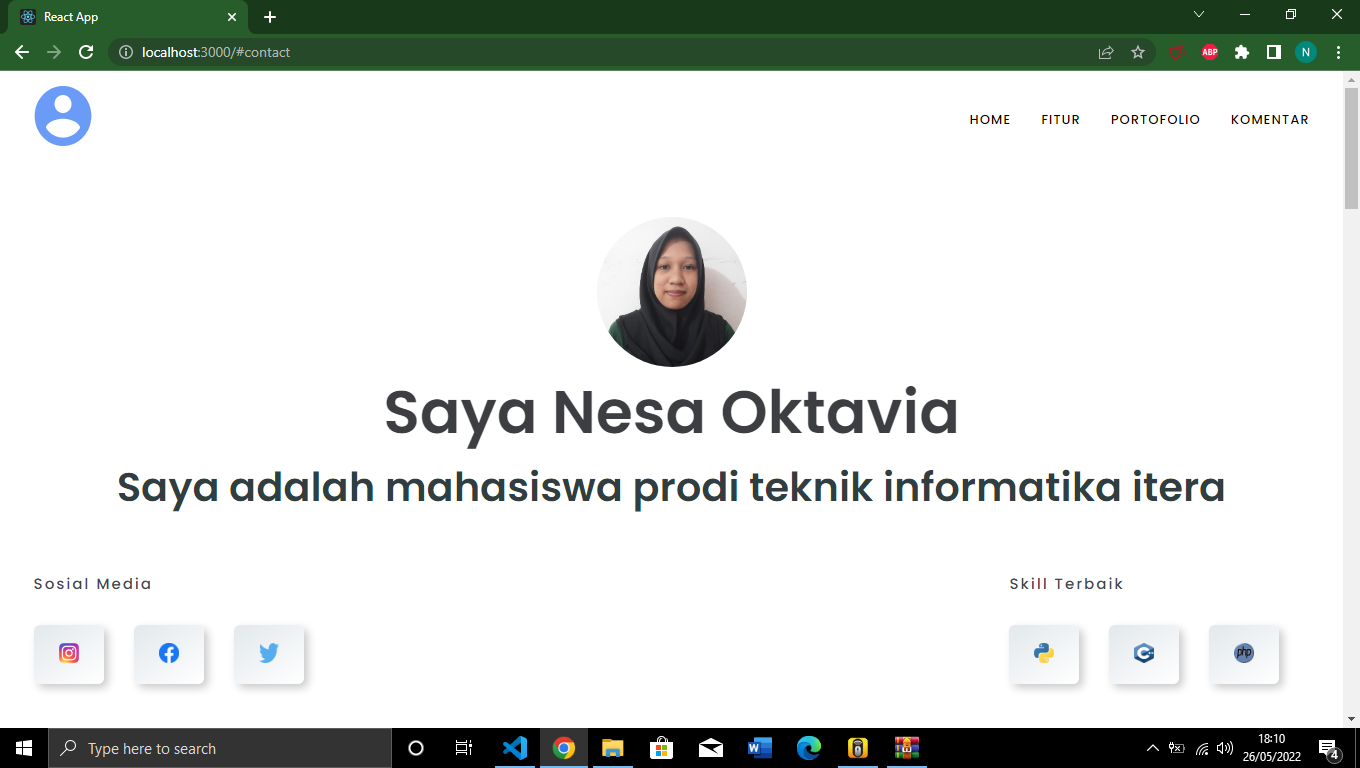 React App
localhost:3000/#contact
ABP
N
HOME FITUR PORTOFOLIO KOMENTAR
Saya Nesa Oktavia
Saya adalah mahasiswa prodi teknik informatika itera
Sosial Media
Skill Terbaik
C++
php
Type here to search
W
18:10
26/05/2022
4